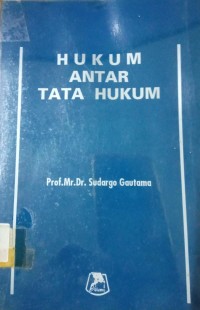 HUKUM
ANTAR
TATA HUKUM
Prof.Mr.Dr. Sudargo Gautama